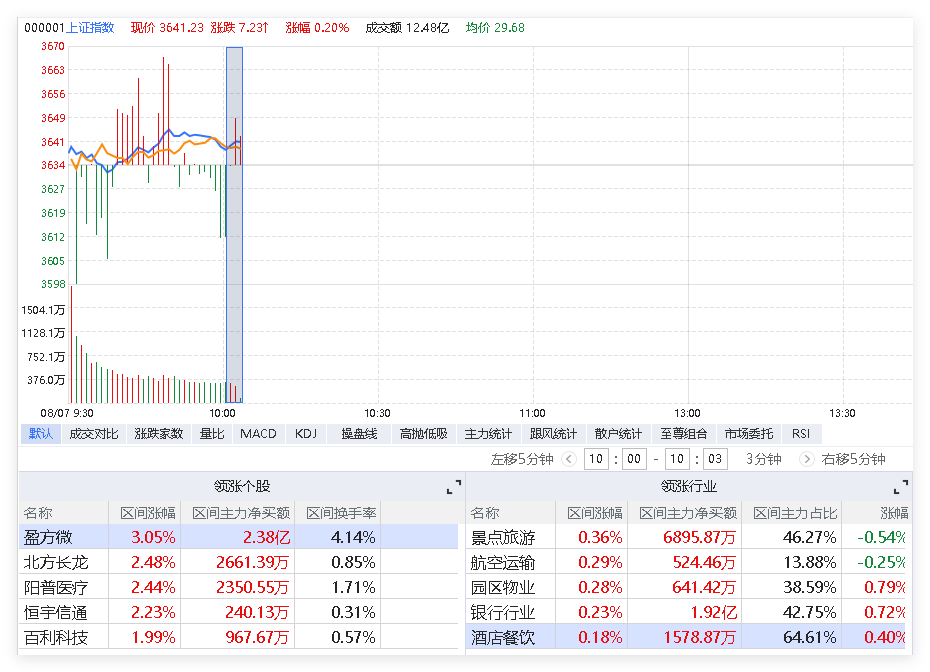 000001上证指数 现价 3641.23 涨跌 7.23↑ 涨幅 0.20% 成交额 12.48亿 均价 29.68
3670
3663
3656
3649
3641
3634
3627
3619
3612
3605
3598
1504.1万
1128.1万
752.1万
376.0万
08/07 9:30 10:00 10:30 11:00 13:00 13:30
默认 成交对比 涨跌家数 量比 MACD KDJ 操盘线 高抛低吸 主力统计 跟风统计 散户统计 至尊组合 市场委托 RSI
左移5分钟 < 10 : 00 - 10 : 03 3分钟 > 右移5分钟
领涨个股 领涨行业
名称 区间涨幅 区间主力净买额 区间换手率 名称 区间涨幅 区间主力净买额 区间主力占比 涨幅
盈方微 3.05% 2.38亿 4.14% 景点旅游 0.36% 6895.87万 46.27% -0.54%
北方长龙 2.48% 2661.39万 0.85% 航空运输 0.29% 524.46万 13.88% -0.25%
阳普医疗 2.44% 2350.55万 1.71% 园区物业 0.28% 641.42万 38.59% 0.79%
恒宇信通 2.23% 240.13万 0.31% 银行行业 0.23% 1.92亿 42.75% 0.72%
百利科技 1.99% 967.67万 0.57% 酒店餐饮 0.18% 1578.87万 64.61% 0.40%